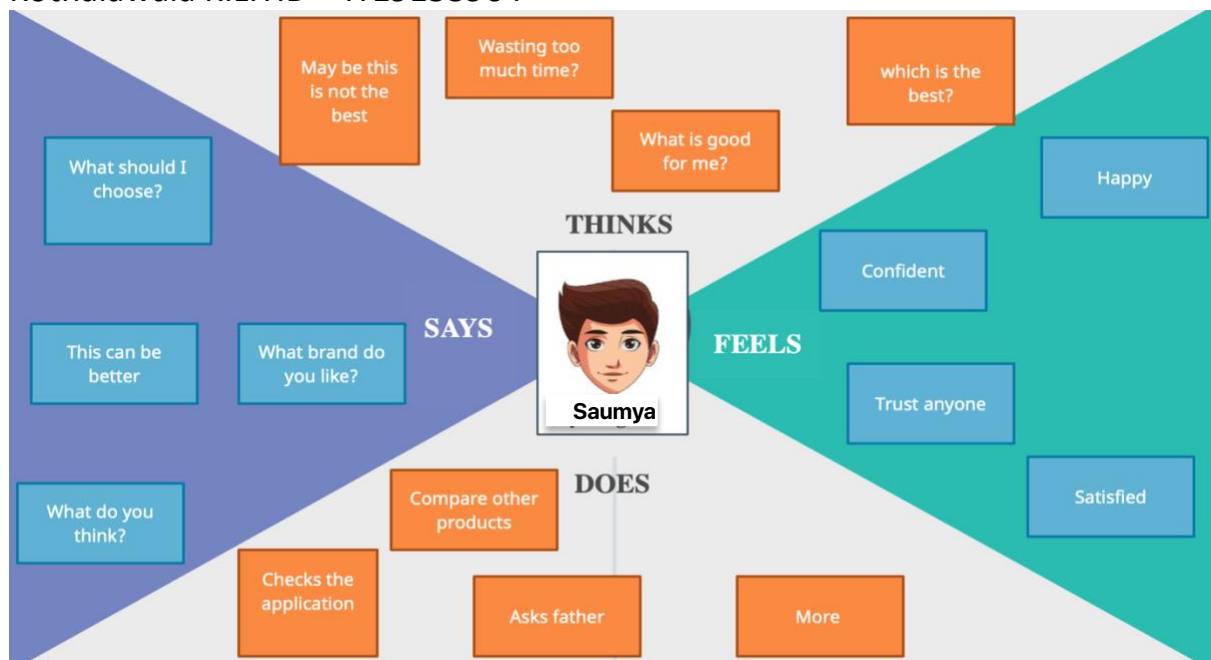 May be this
is not the
best
Wasting too
much time?
What is good
for me?
which is the
best?
THINKS
What should I
choose?
This can be
better
What brand do
you like?
What do you
think?
SAYS
Saumya
FEELS
Happy
Confident
Trust anyone
Satisfied
DOES
Compare other
products
Checks the
application
Asks father
More